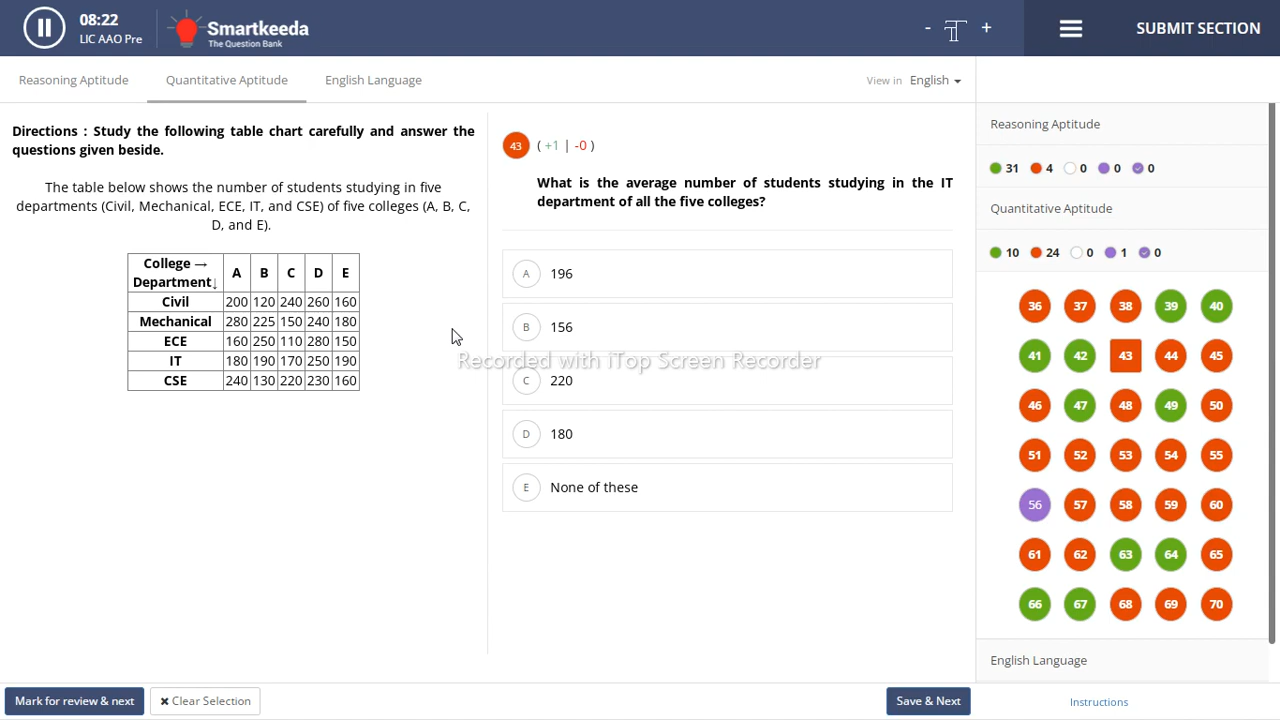 08:22
LIC AAO Pre
Smartkeeda
The Question Bank
- T +
SUBMIT SECTION
Reasoning Aptitude
Quantitative Aptitude
English Language
View in English
Directions : Study the following table chart carefully and answer the
questions given beside.
The table below shows the number of students studying in five
departments (Civil, Mechanical, ECE, IT, and CSE) of five colleges (A, B, C,
D, and E).
College →
Department↓
A B C D E
Civil 200 120 240 260 160
Mechanical 280 225 150 240 180
ECE 160 250 110 280 150
IT 180 190 170 250 190
CSE 240 130 220 230 160
43 ( +1 | -0 )
What is the average number of students studying in the IT
department of all the five colleges?
A 196
B 156
Recorded with iTop Screen Recorder
C 220
D 180
E None of these
Reasoning Aptitude
31 4 0 0 0
Quantitative Aptitude
10 24 0 1 0
36 37 38 39 40
41 42 43 44 45
46 47 48 49 50
51 52 53 54 55
56 57 58 59 60
61 62 63 64 65
66 67 68 69 70
English Language
Mark for review & next
✖ Clear Selection
Save & Next
Instructions